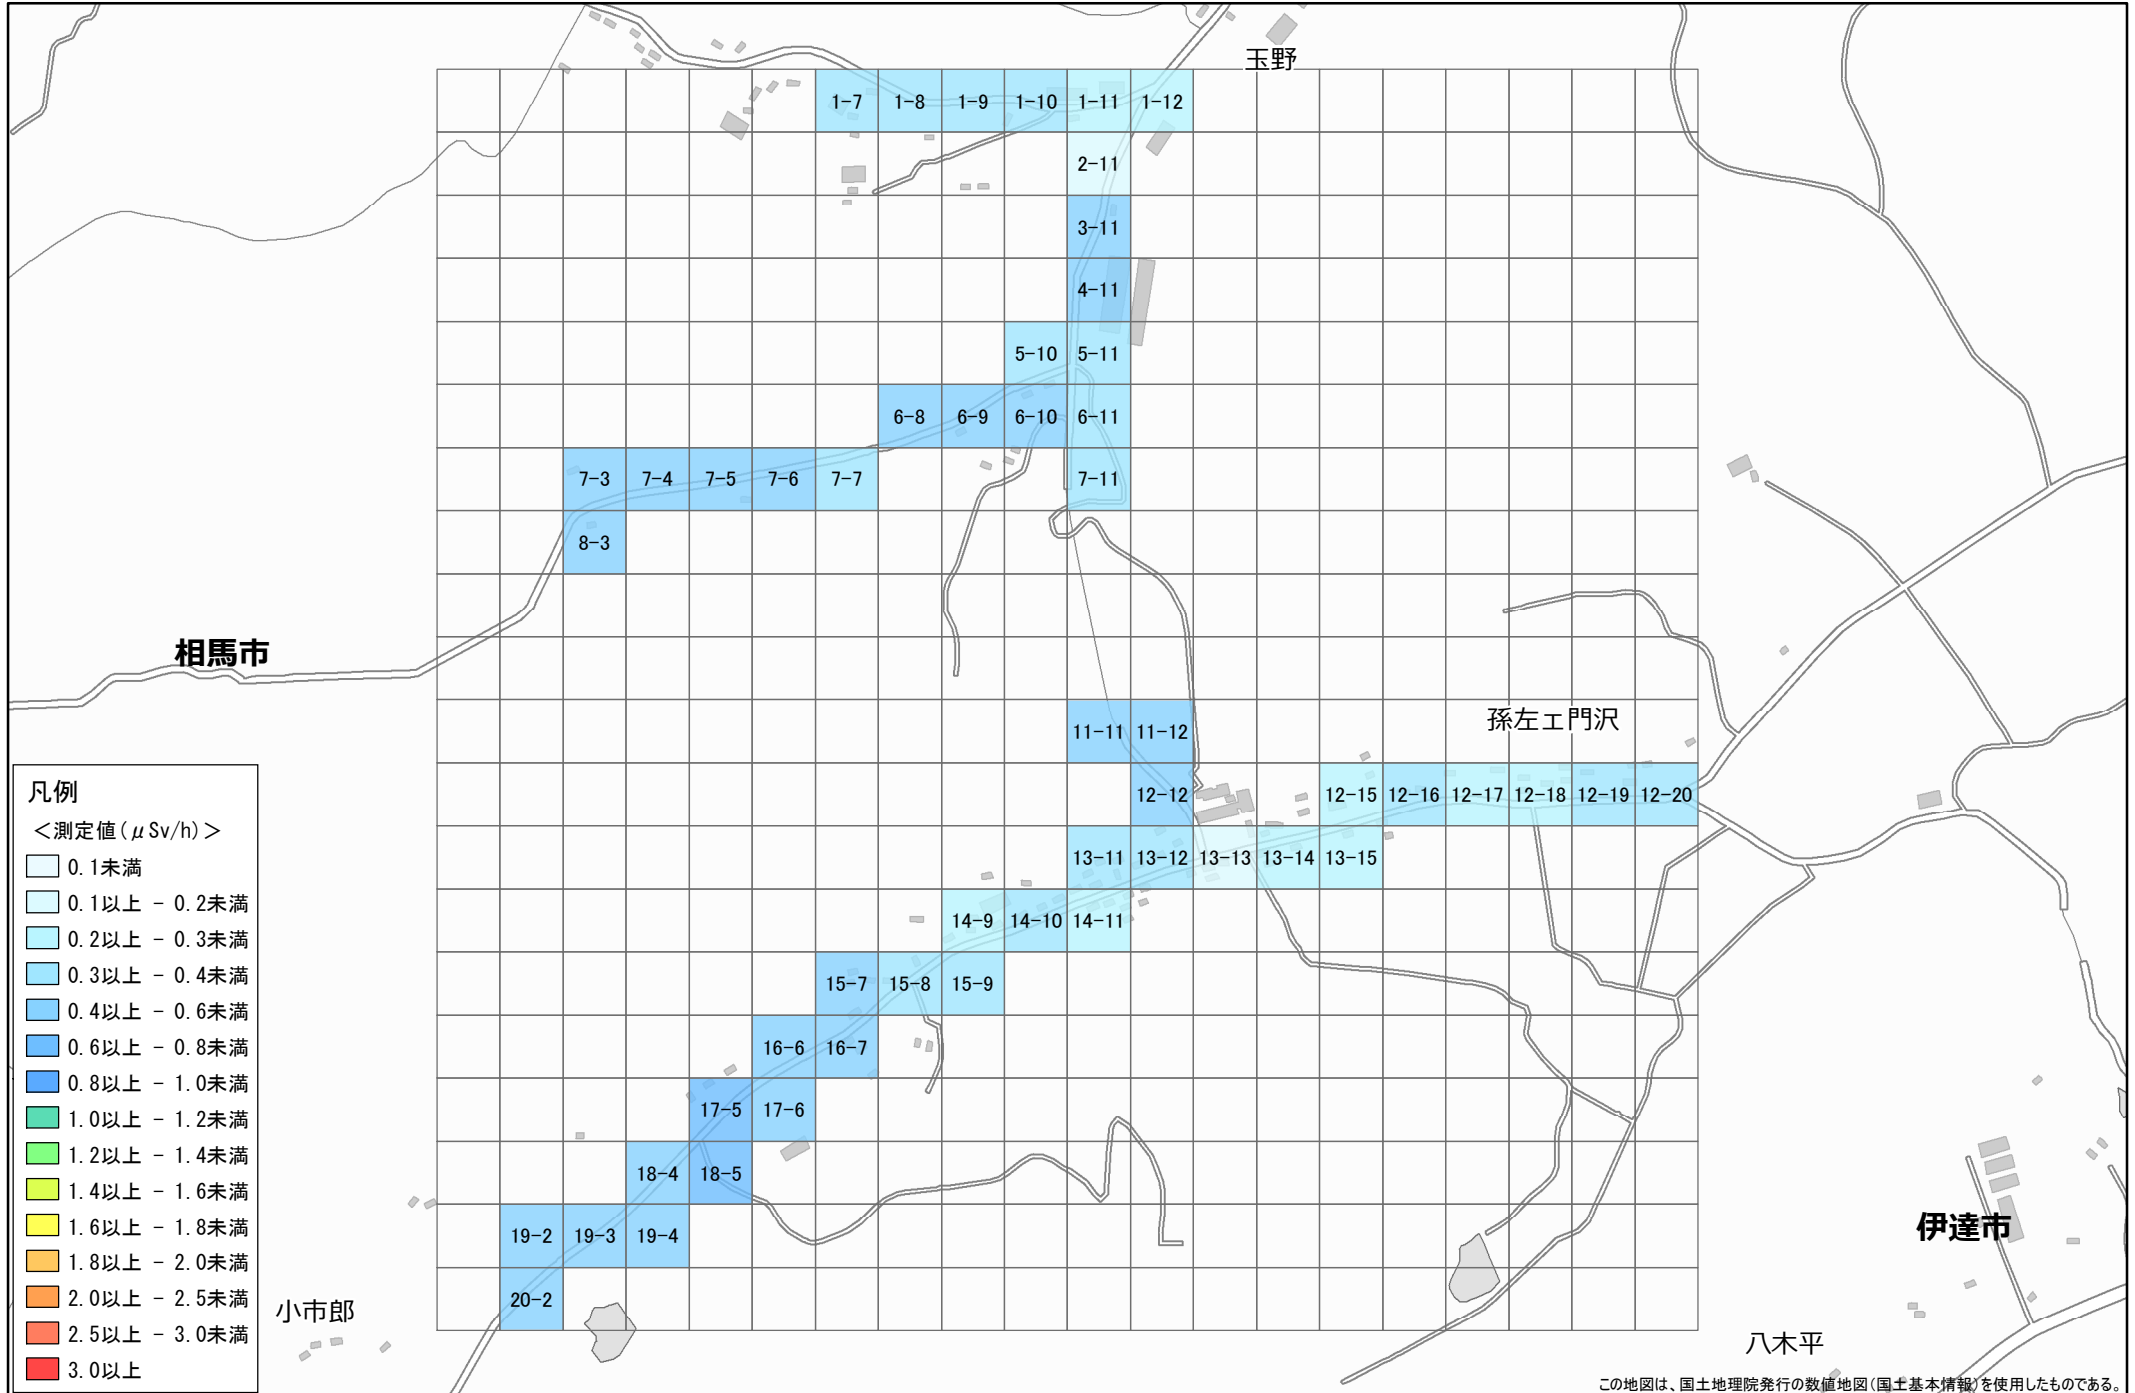 玉野
1-7 1-8 1-9 1-10 1-11 1-12
2-11
3-11
4-11
5-10 5-11
6-8 6-9 6-10 6-11
7-3 7-4 7-5 7-6 7-7 7-11
8-3
相馬市
孫左エ門沢
11-11 11-12
12-12 12-15 12-16 12-17 12-18 12-19 12-20
13-11 13-12 13-13 13-14 13-15
14-9 14-10 14-11
15-7 15-8 15-9
16-6 16-7
17-5 17-6
18-4 18-5
19-2 19-3 19-4
20-2
凡例
＜測定値(μSv/h)＞
0.1未満
0.1以上 － 0.2未満
0.2以上 － 0.3未満
0.3以上 － 0.4未満
0.4以上 － 0.6未満
0.6以上 － 0.8未満
0.8以上 － 1.0未満
1.0以上 － 1.2未満
1.2以上 － 1.4未満
1.4以上 － 1.6未満
1.6以上 － 1.8未満
1.8以上 － 2.0未満
2.0以上 － 2.5未満
2.5以上 － 3.0未満
3.0以上
伊達市
小市郎
八木平
この地図は、国土地理院発行の数値地図(国土基本情報)を使用したものである。